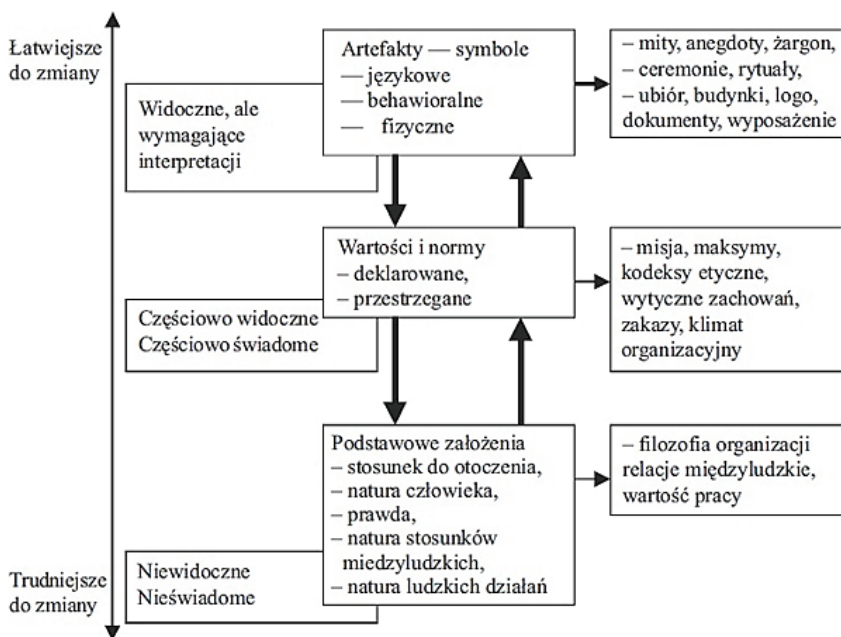 Łatwiejsze
do zmiany
Widoczne, ale
wymagające
interpretacji
Artefakty — symbole
— językowe
— behawioralne
— fizyczne
– mity, anegdoty, żargon,
– ceremonie, rytuały,
– ubiór, budynki, logo,
dokumenty, wyposażenie
Częściowo widoczne
Częściowo świadome
Wartości i normy
– deklarowane,
– przestrzegane
– misja, maksymy,
kodeksy etyczne,
wytyczne zachowań,
zakazy, klimat
organizacyjny
Trudniejsze
do zmiany
Niewidoczne
Nieświadome
Podstawowe założenia
– stosunek do otoczenia,
– natura człowieka,
– prawda,
– natura stosunków
miedzyludzkich,
– natura ludzkich działań
– filozofia organizacji
relacje międzyludzkie,
wartość pracy